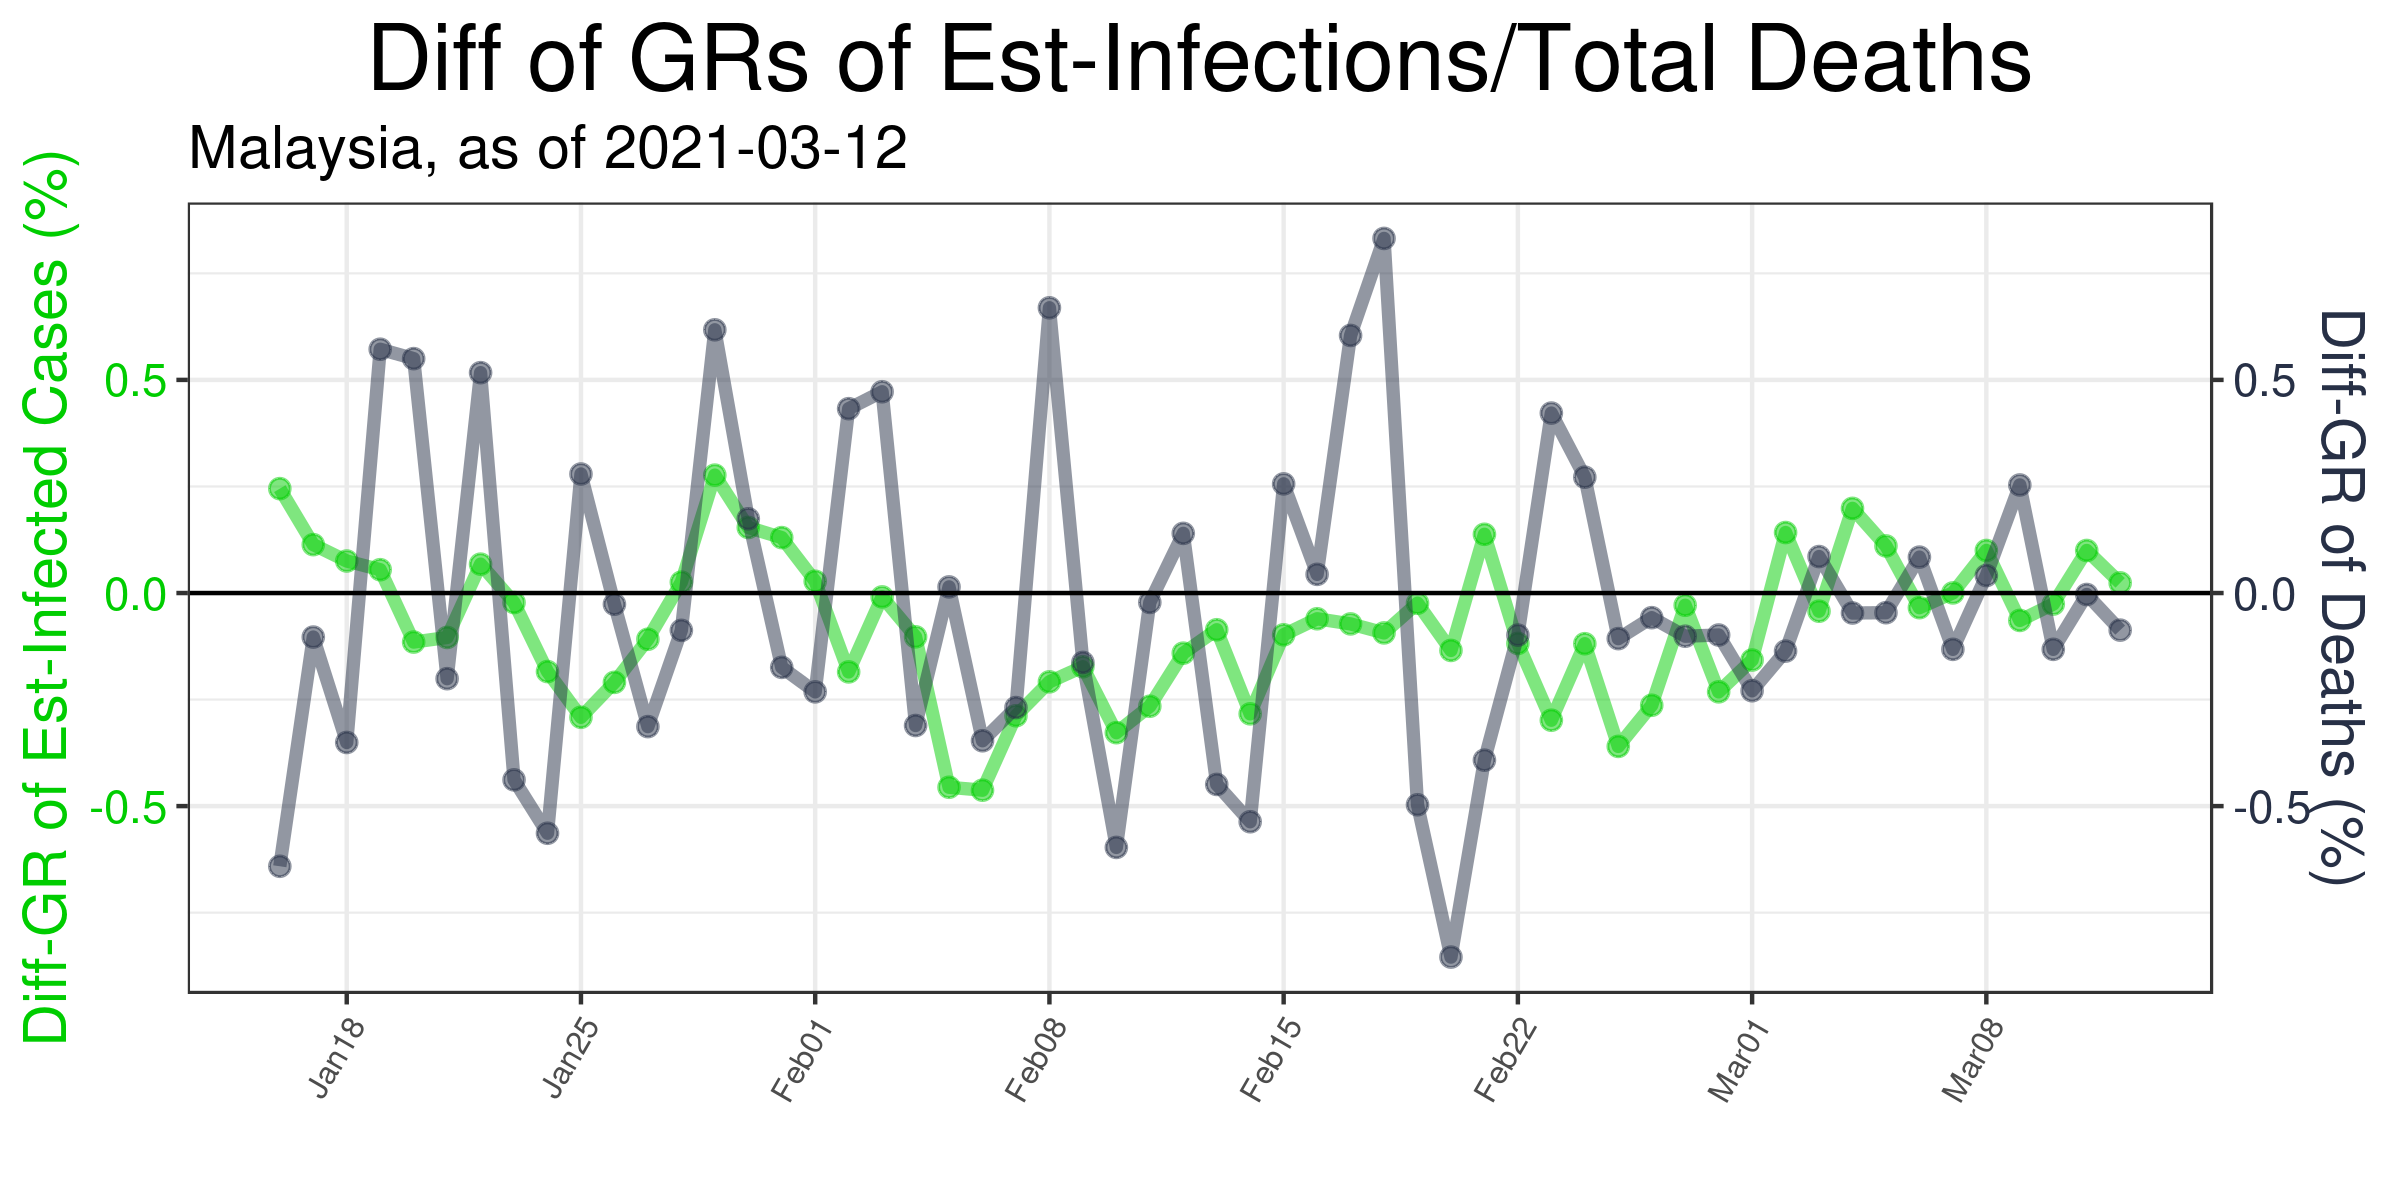 Diff of GRs of Est-Infections/Total Deaths
Malaysia, as of 2021-03-12
Diff-GR of Est-Infected Cases (%)
0.5
0.0
-0.5
0.5
0.0
-0.5
Diff-GR of Deaths (%)
Jan18
Jan25
Feb01
Feb08
Feb15
Feb22
Mar01
Mar08